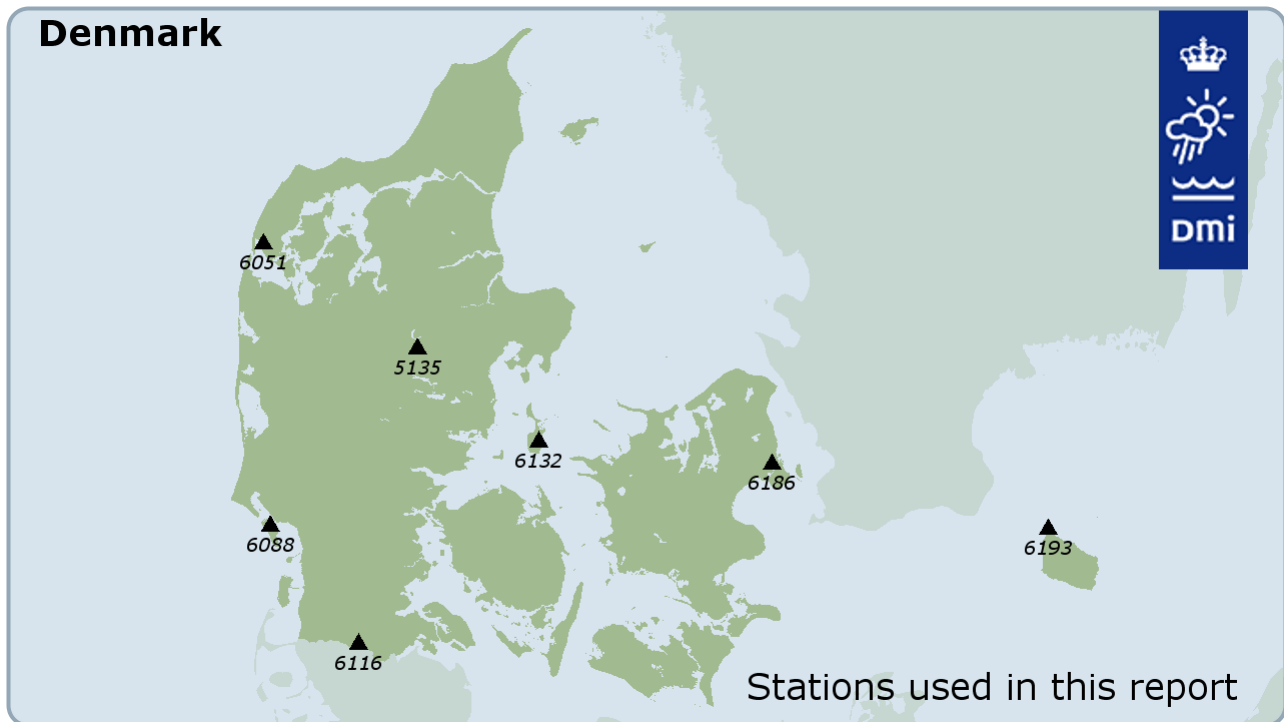 Denmark
DMi
6051
5135
6132
6186
6088
6193
6116
Stations used in this report